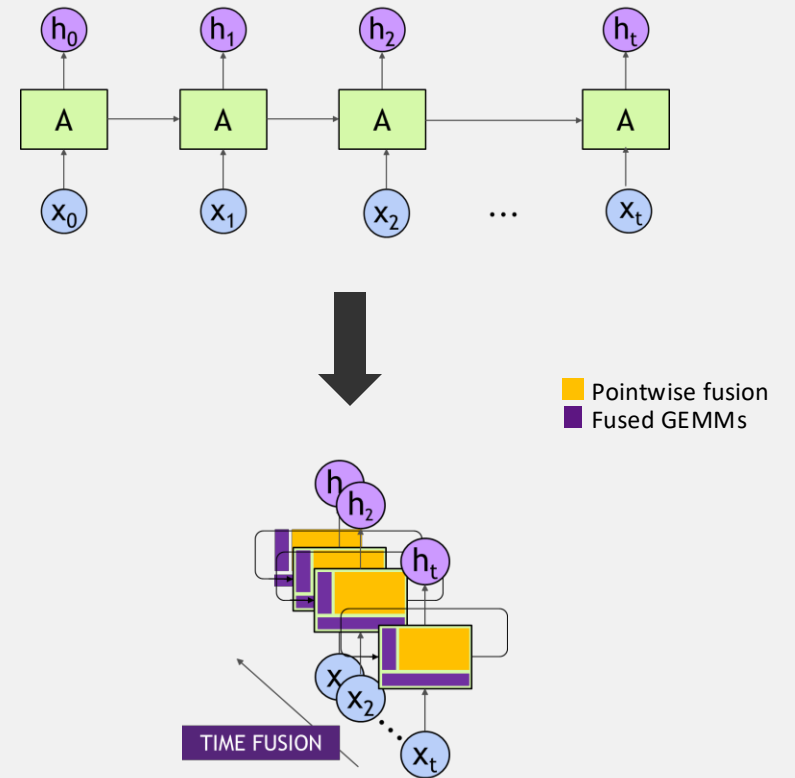 h0 h1 h2 ht
A A A A
x0 x1 x2 ... xt
Pointwise fusion
Fused GEMMs
h
h2
ht
x
x2
TIME FUSION
xt